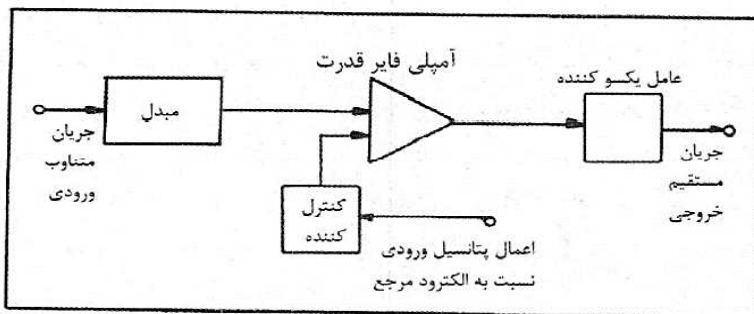 آمپلی فایر قدرت
عامل یکسو کننده
مبدل
جریان
متناوب
ورودی
کنترل
کننده
اعمال پتانسیل ورودی
نسبت به الکترود مرجع
جریان
مستقیم
خروجی